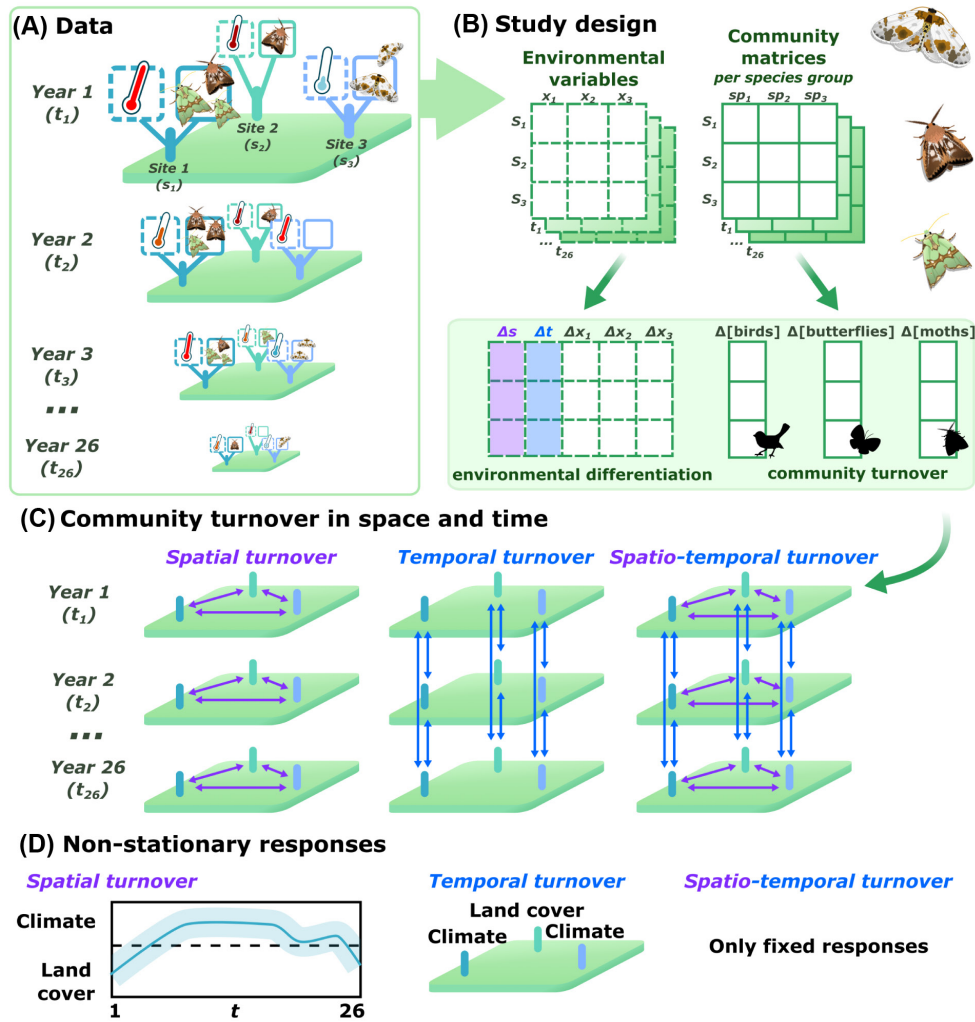 (A) Data
Year 1
(t₁)
Site 1
(s₁)
Site 2
(s₂)
Site 3
(s₃)
Year 2
(t₂)
Year 3
(t₃)
...
Year 26
(t₂₆)
(B) Study design
Environmental
variables
x₁ x₂ x₃
S₁
S₂
S₃
t₁
...
t₂₆
Community
matrices
per species group
sp₁ sp₂ sp₃
S₁
S₂
S₃
t₁
...
t₂₆
Δs Δt Δx₁ Δx₂ Δx₃
environmental differentiation
Δ[birds] Δ[butterflies] Δ[moths]
community turnover
(C) Community turnover in space and time
Spatial turnover Temporal turnover Spatio-temporal turnover
Year 1
(t₁)
Year 2
(t₂)
...
Year 26
(t₂₆)
(D) Non-stationary responses
Spatial turnover
Climate
Land
cover
1 t 26
Temporal turnover
Land cover
Climate Climate
Spatio-temporal turnover
Only fixed responses